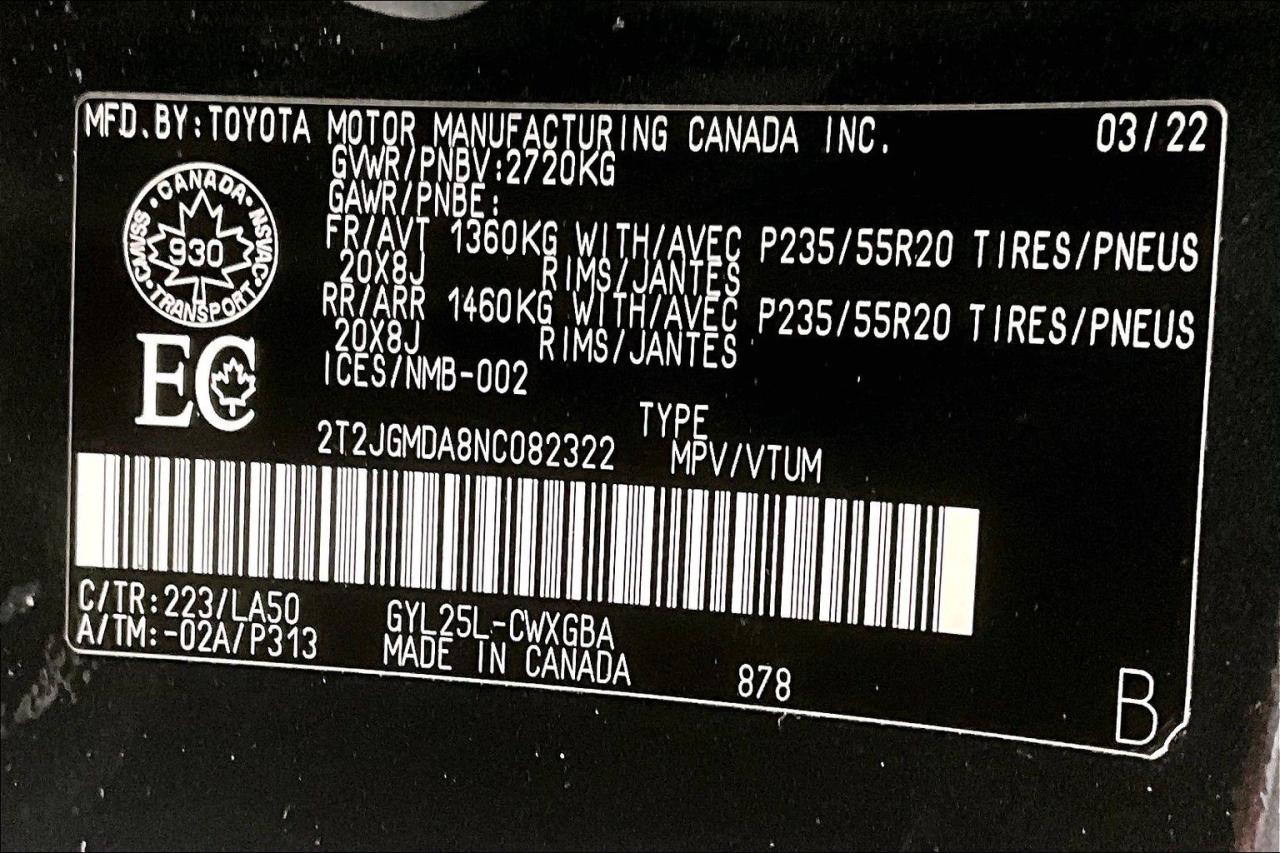 MFD.BY:TOYOTA MOTOR MANUFACTURING CANADA INC. 03/22
GVWR/PNBV:2720KG
GAWR/PNBE:
FR/AVT 1360KG WITH/AVEC P235/55R20 TIRES/PNEUS
20X8J RIMS/JANTES
RR/ARR 1460KG WITH/AVEC P235/55R20 TIRES/PNEUS
20X8J RIMS/JANTES
ICES/NMB-002
CANADA
CMVSS NSVAC
930
TRANSPORT
EC
TYPE
2T2JGMDA8NC082322 MPV/VTUM
C/TR:223/LA50 GYL25L-CWXGBA
A/TM:-02A/P313 MADE IN CANADA 878
B